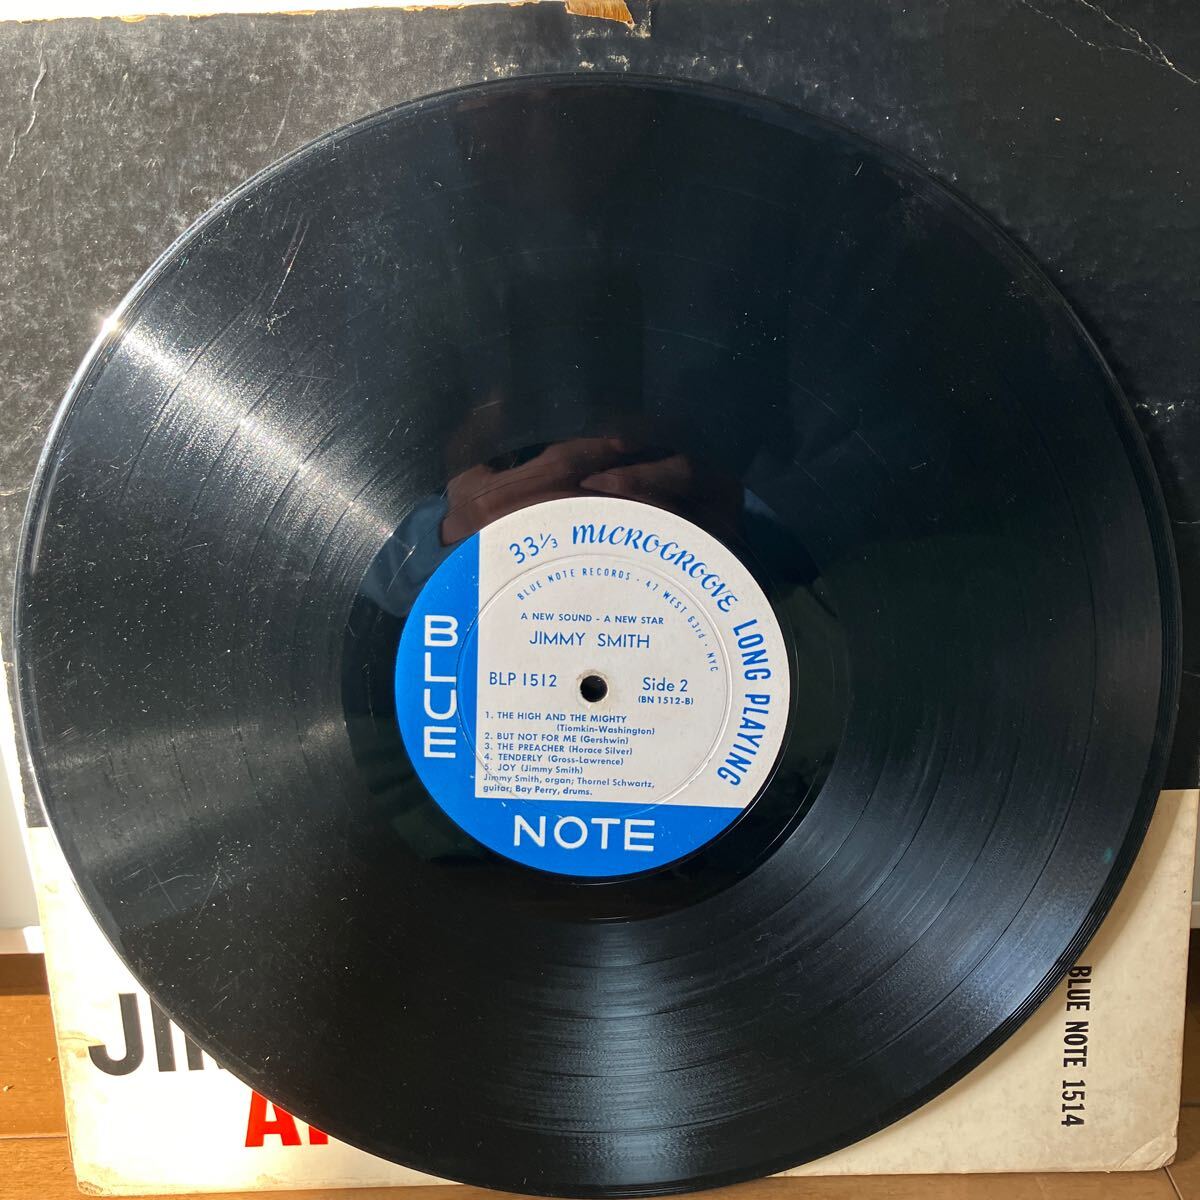 33⅓ MICROGROOVE LONG PLAYING
BLUE NOTE RECORDS · 47 WEST 63rd · NYC
A NEW SOUND - A NEW STAR
JIMMY SMITH
BLP 1512
Side 2
(BN 1512-B)
1. THE HIGH AND THE MIGHTY
(Tiomkin-Washington)
2. BUT NOT FOR ME (Gershwin)
3. THE PREACHER (Horace Silver)
4. TENDERLY (Gross-Lawrence)
5. JOY (Jimmy Smith)
Jimmy Smith, organ; Thornel Schwartz,
guitar; Bay Perry, drums.
BLUE
NOTE
BLUE NOTE 1514